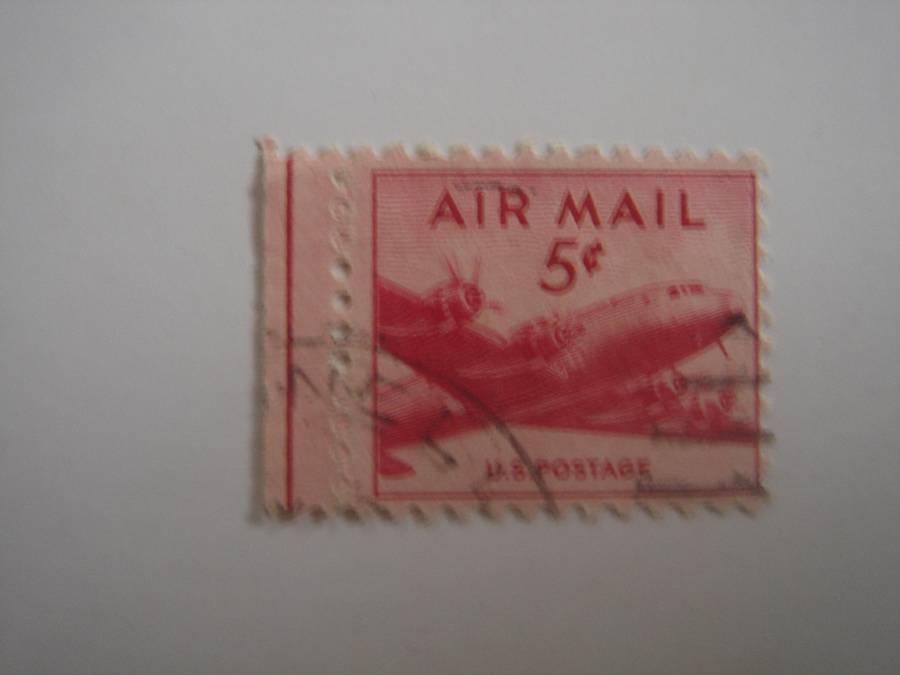 AIR MAIL
5¢
U.S. POSTAGE